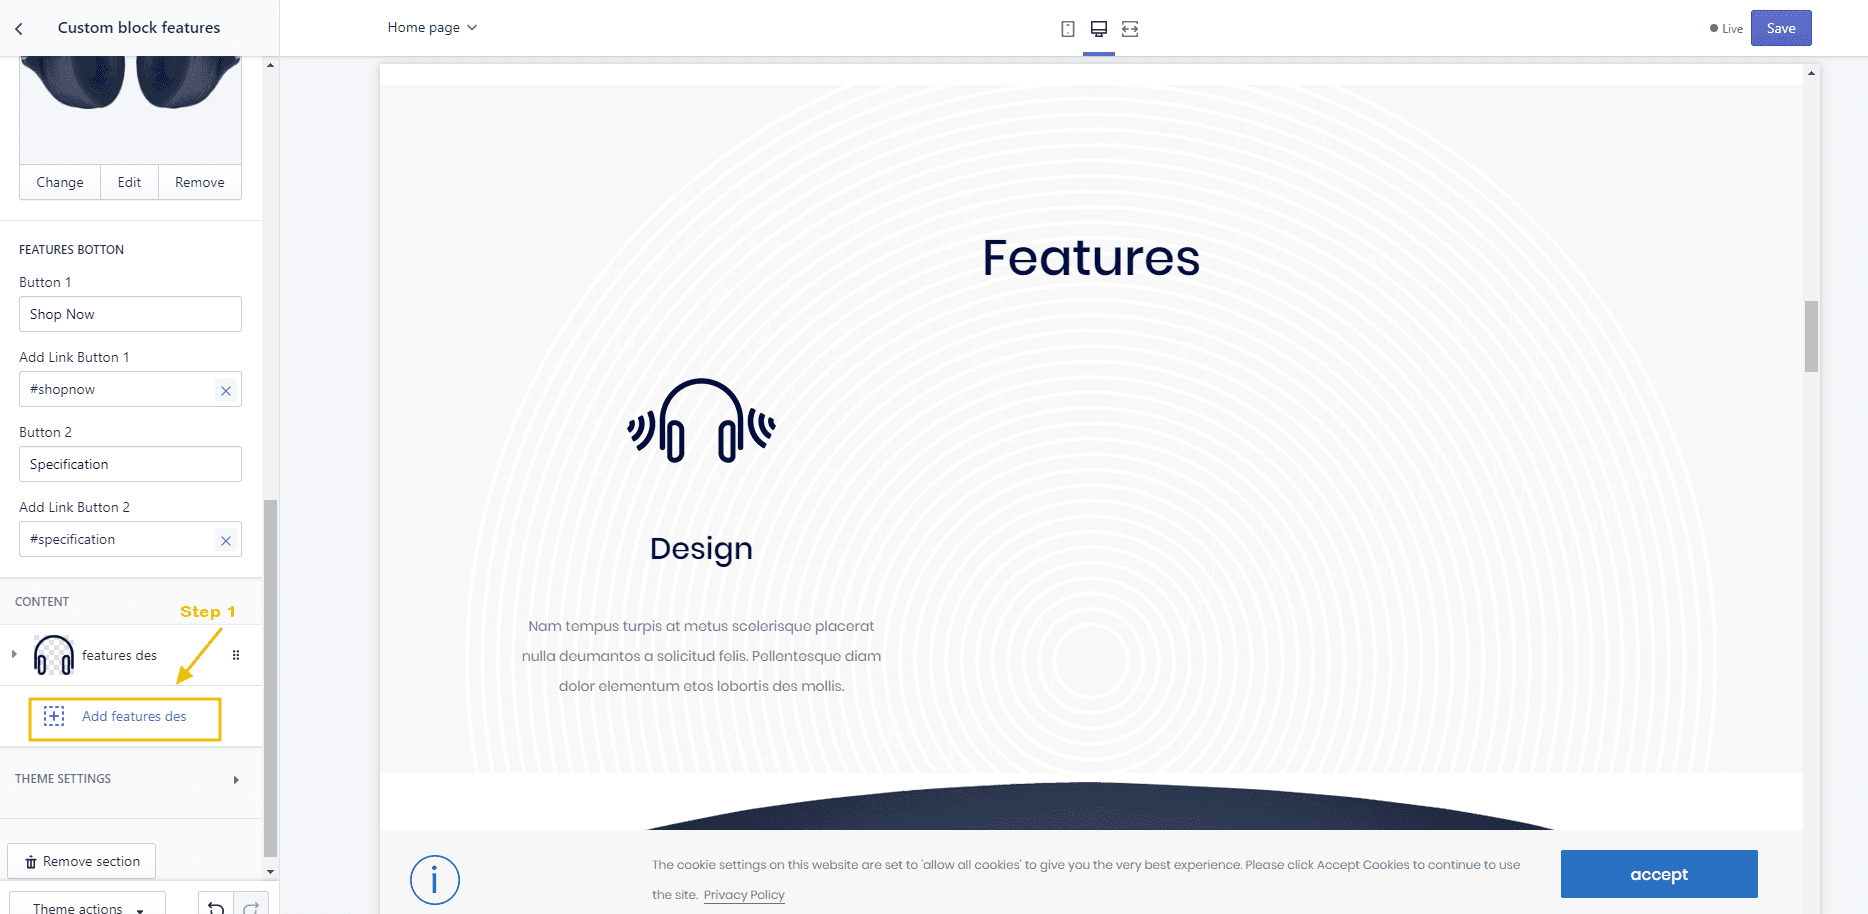 Custom block features
Home page
Live
Save
Change
Edit
Remove
FEATURES BOTTON
Button 1
Shop Now
Add Link Button 1
#shopnow
Button 2
Specification
Add Link Button 2
#specification
CONTENT
Step 1
features des
Add features des
THEME SETTINGS
Remove section
Theme actions
Features
Design
Nam tempus turpis at metus scelerisque placerat
nulla deumantos a solicitud felis. Pellentesque diam
dolor elementum etos lobortis des mollis.
The cookie settings on this website are set to 'allow all cookies' to give you the very best experience. Please click Accept Cookies to continue to use
the site. Privacy Policy
accept